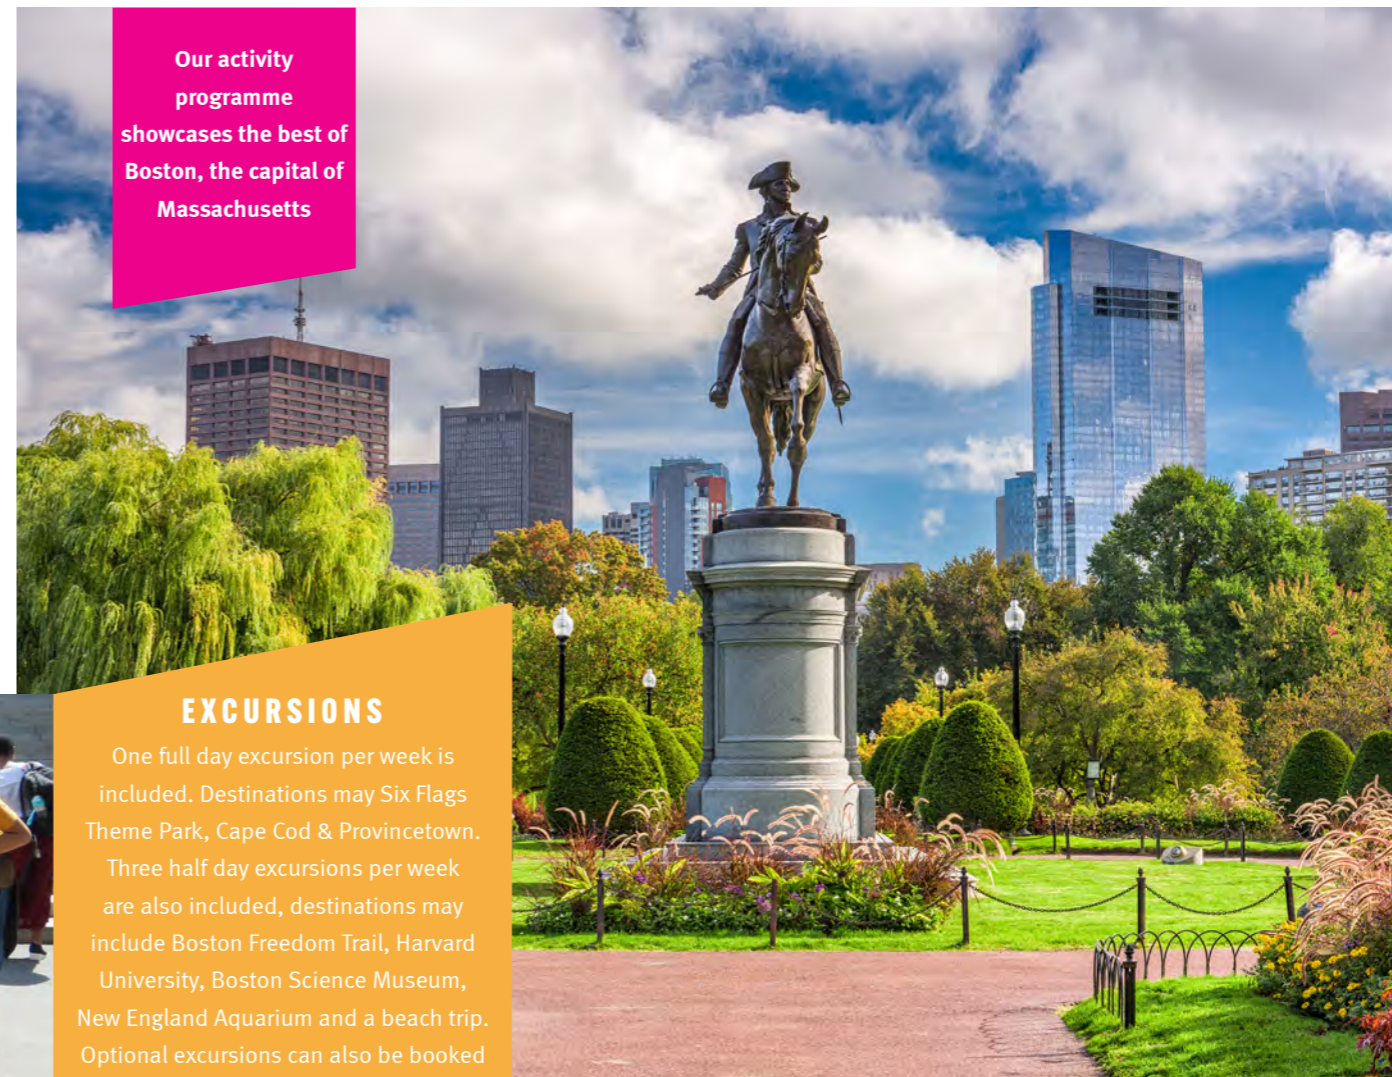 Our activity
programme
showcases the best of
Boston, the capital of
Massachusetts
EXCURSIONS
One full day excursion per week is
included. Destinations may Six Flags
Theme Park, Cape Cod & Provincetown.
Three half day excursions per week
are also included, destinations may
include Boston Freedom Trail, Harvard
University, Boston Science Museum,
New England Aquarium and a beach trip.
Optional excursions can also be booked